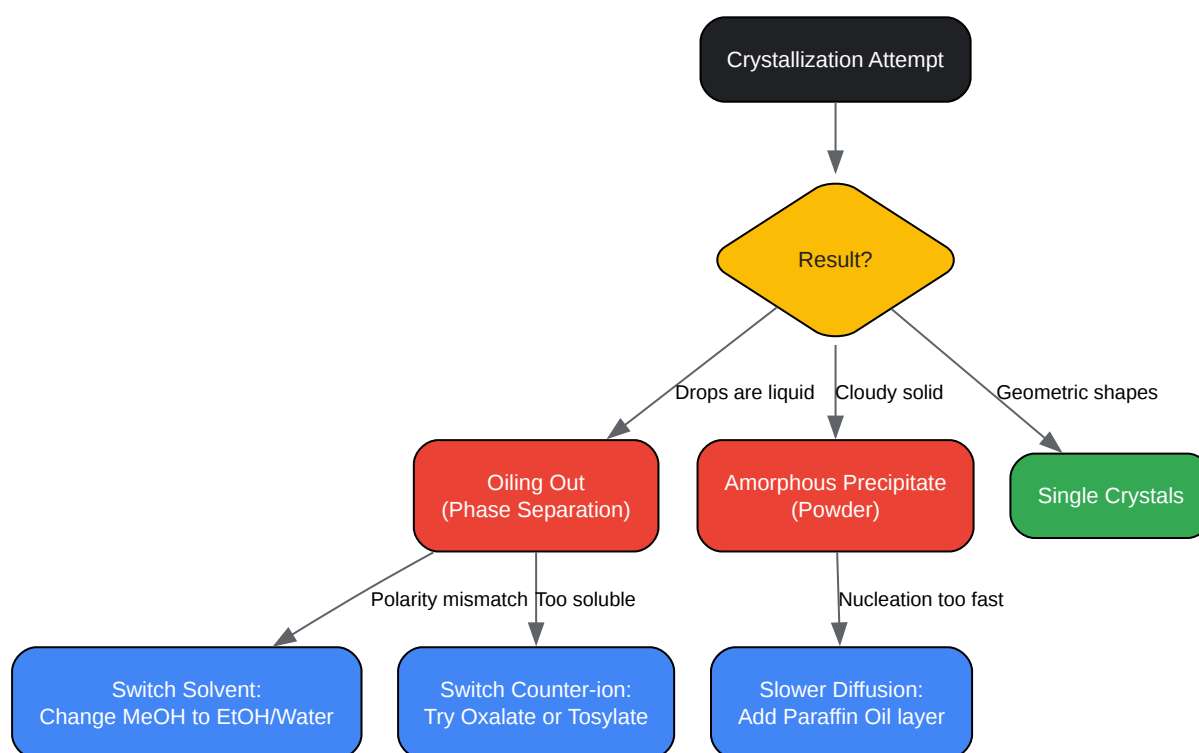 Crystallization Attempt
Result?
Drops are liquid
Cloudy solid
Geometric shapes
Oiling Out
(Phase Separation)
Amorphous Precipitate
(Powder)
Single Crystals
Polarity mismatch
Too soluble
Nucleation too fast
Switch Solvent:
Change MeOH to EtOH/Water
Switch Counter-ion:
Try Oxalate or Tosylate
Slower Diffusion:
Add Paraffin Oil layer